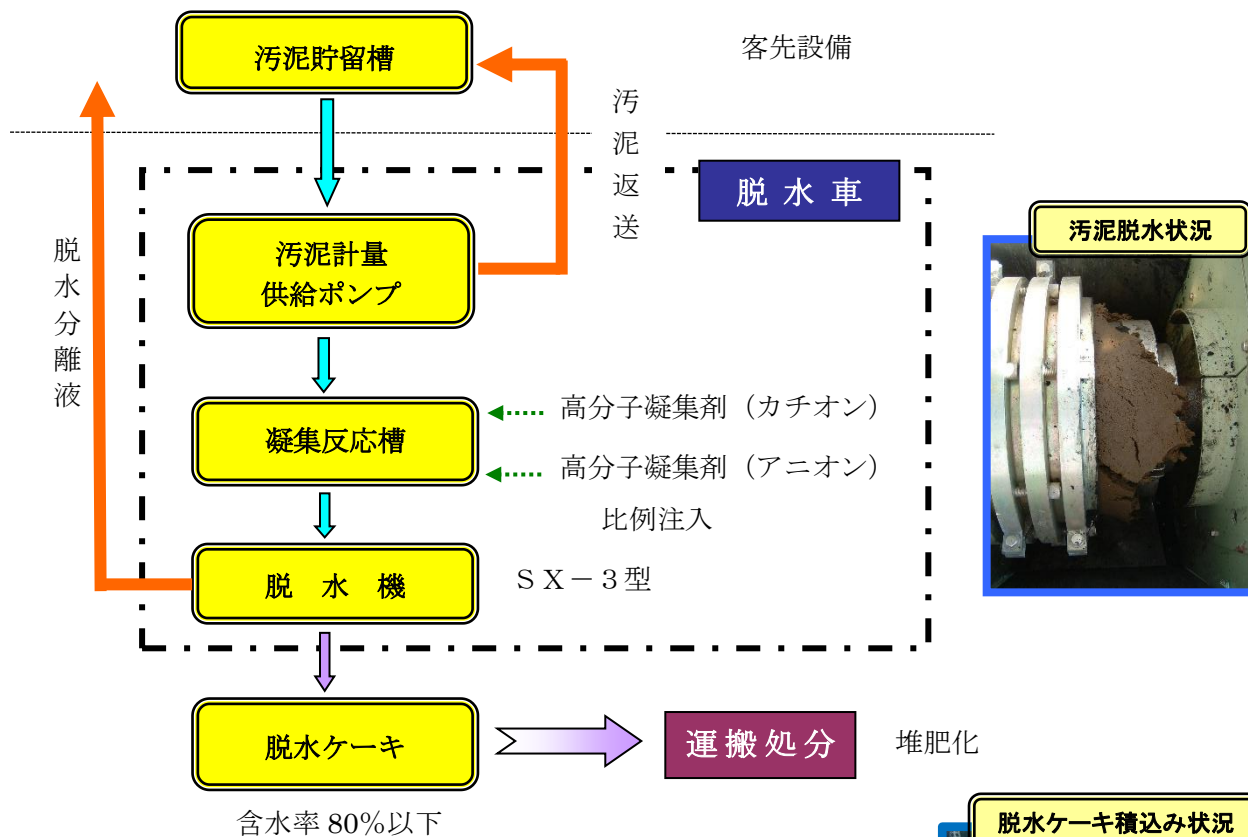 汚泥貯留槽
客先設備
汚泥返送
脱水車
汚泥脱水状況
汚泥計量
供給ポンプ
脱水分離液
高分子凝集剤（カチオン）
凝集反応槽
高分子凝集剤（アニオン）
比例注入
脱水機
ＳＸ－３型
脱水ケーキ
運搬処分
堆肥化
含水率 80%以下
脱水ケーキ積込み状況